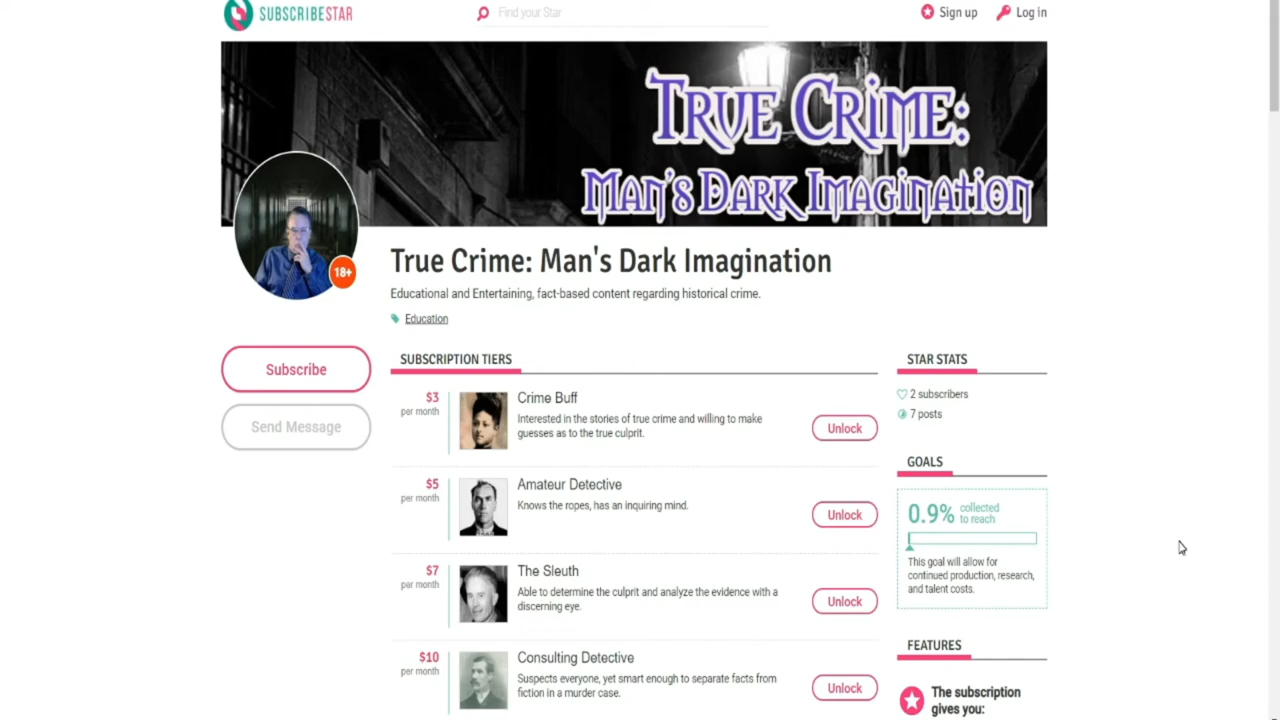 SUBSCRIBESTAR
Find your Star
Sign up
Log in
True Crime:
Man's Dark Imagination
18+
True Crime: Man's Dark Imagination
Educational and Entertaining, fact-based content regarding historical crime.
Education
Subscribe
Send Message
SUBSCRIPTION TIERS
$3
per month
Crime Buff
Interested in the stories of true crime and willing to make
guesses as to the true culprit.
Unlock
$5
per month
Amateur Detective
Knows the ropes, has an inquiring mind.
Unlock
$7
per month
The Sleuth
Able to determine the culprit and analyze the evidence with a
discerning eye.
Unlock
$10
per month
Consulting Detective
Suspects everyone, yet smart enough to separate facts from
fiction in a murder case.
Unlock
STAR STATS
2 subscribers
7 posts
GOALS
0.9% collected
to reach
This goal will allow for
continued production, research,
and talent costs.
FEATURES
The subscription
gives you: